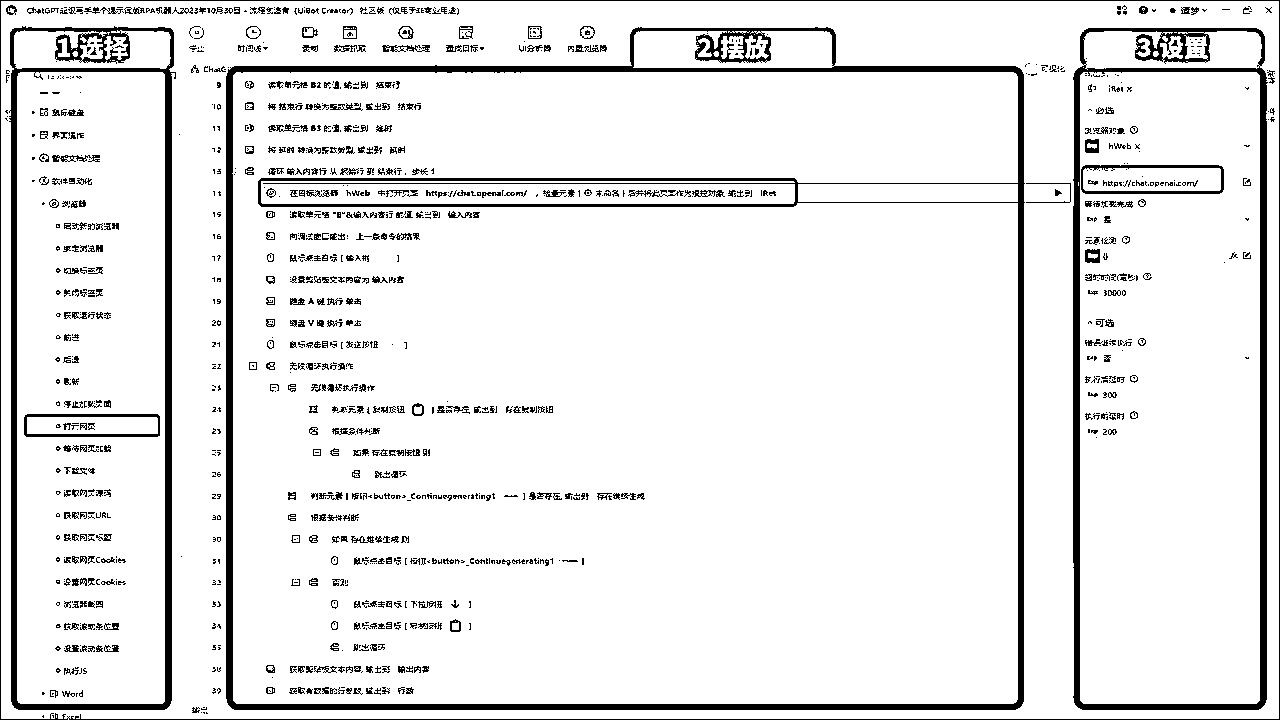 ChatGPT超级高手单个提示词版RPA机器人2023年10月30日 - 流程创造者 (UiBot Creator) 社区版 (仅用于非商业用途)
停止
时间线
录制
数据抓取
智能文档处理
查找目标
UI分析器
内置浏览器
1.选择
2.摆放
3.设置
可视化
鼠标键盘
界面操作
智能文档处理
软件自动化
浏览器
启动新的浏览器
绑定浏览器
切换标签页
关闭标签页
获取运行状态
前进
后退
刷新
停止加载页面
打开网页
等待网页加载
下载文件
读取网页源码
获取网页URL
获取网页标题
读取网页Cookies
设置网页Cookies
浏览器截图
获取滚动条位置
设置滚动条位置
执行JS
Word
Excel
9 读取单元格 B2 的值, 输出到 结束行
10 将 结束行 转换为整数类型, 输出到 结束行
11 读取单元格 B3 的值, 输出到 延时
12 将 延时 转换为整数类型, 输出到 延时
13 循环 输入内容行 从 起始行 到 结束行, 步长 1
14 在目标浏览器 hWeb 中打开页面 https://chat.openai.com/ , 检查元素
未命名
后并将此页面作为操控对象, 输出到 iRet
15 读取单元格 "B"&输入内容行 的值, 输出到 输入内容
16 向调试窗口输出: 上一条命令的结果
17 鼠标点击目标 [ 输入框 ]
18 设置剪贴板文本内容为 输入内容
19 键盘 A 键 执行 单击
20 键盘 V 键 执行 单击
21 鼠标点击目标 [ 发送按钮 ]
22 无限循环执行操作
23 无限循环执行操作
24 判断元素 [ 复制按钮 ] 是否存在, 输出到 存在复制按钮
25 根据条件判断
如果 存在复制按钮 则
跳出循环
29 判断元素 [ 按钮<button>_Continuegenerating1 ] 是否存在, 输出到 存在继续生成
30 根据条件判断
如果 存在继续生成 则
31 鼠标点击目标 [ 按钮<button>_Continuegenerating1 ]
32 否则
33 鼠标点击目标 [ 下拉按钮 ]
34 鼠标点击目标 [ 复制按钮 ]
35 跳出循环
38 获取剪贴板文本内容, 输出到 输出内容
39 获取有数据的行数, 输出到 行数
输出
iRet
必选
浏览器对象
hWeb
Exp https://chat.openai.com/
等待加载完成
Exp 是
元素检测
{}
超时时间(毫秒)
Exp 30000
可选
错误继续执行
Exp 否
执行后延时
Exp 300
执行前延时
Exp 200